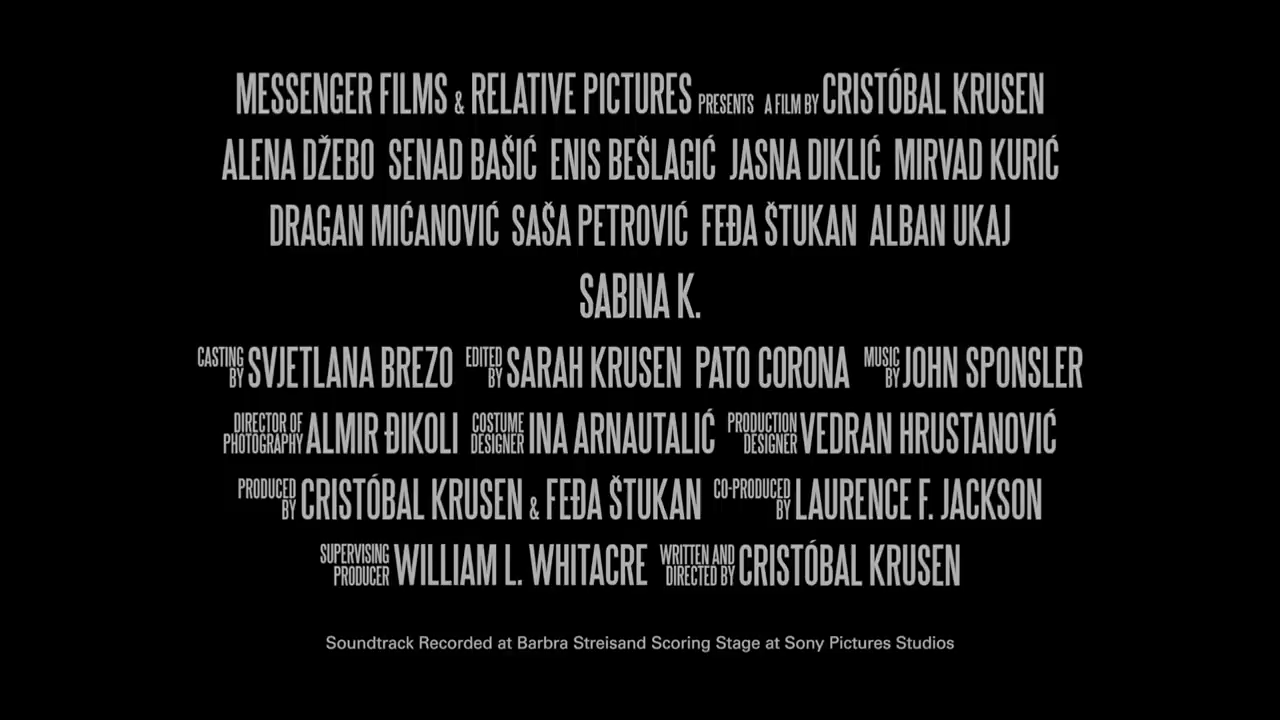 MESSENGER FILMS & RELATIVE PICTURES PRESENTS A FILM BY CRISTÓBAL KRUSEN
ALENA DŽEBO SENAD BAŠIĆ ENIS BEŠLAGIĆ JASNA DIKLIĆ MIRVAD KURIĆ
DRAGAN MIĆANOVIĆ SAŠA PETROVIĆ FEĐA ŠTUKAN ALBAN UKAJ
SABINA K.
CASTING BY SVJETLANA BREZO EDITED BY SARAH KRUSEN PATO CORONA MUSIC BY JOHN SPONSLER
DIRECTOR OF PHOTOGRAPHY ALMIR ĐIKOLI COSTUME DESIGNER INA ARNAUTALIĆ PRODUCTION DESIGNER VEDRAN HRUSTANOVIĆ
PRODUCED BY CRISTÓBAL KRUSEN & FEĐA ŠTUKAN CO-PRODUCED BY LAURENCE F. JACKSON
SUPERVISING PRODUCER WILLIAM L. WHITACRE WRITTEN AND DIRECTED BY CRISTÓBAL KRUSEN
Soundtrack Recorded at Barbra Streisand Scoring Stage at Sony Pictures Studios